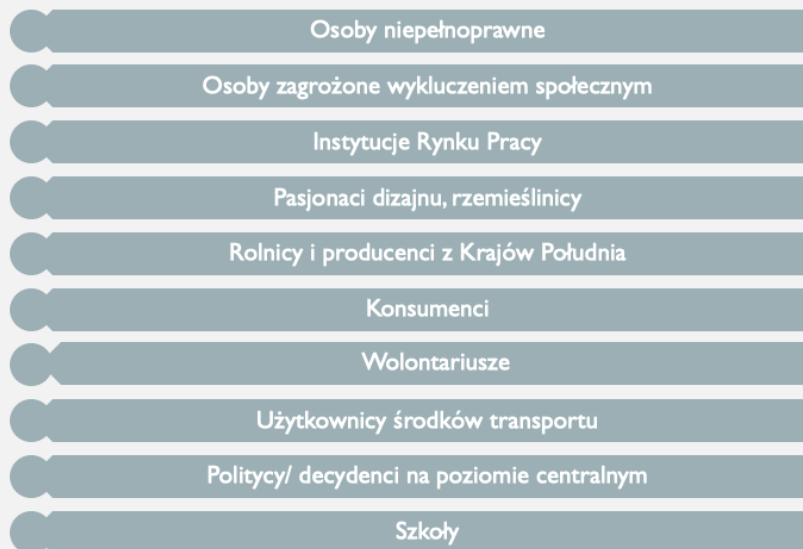 Osoby niepełnoprawne
Osoby zagrożone wykluczeniem społecznym
Instytucje Rynku Pracy
Pasjonaci dizajnu, rzemieślinicy
Rolnicy i producenci z Krajów Południa
Konsumenci
Wolontariusze
Użytkownicy środków transportu
Politycy/ decydenci na poziomie centralnym
Szkoły